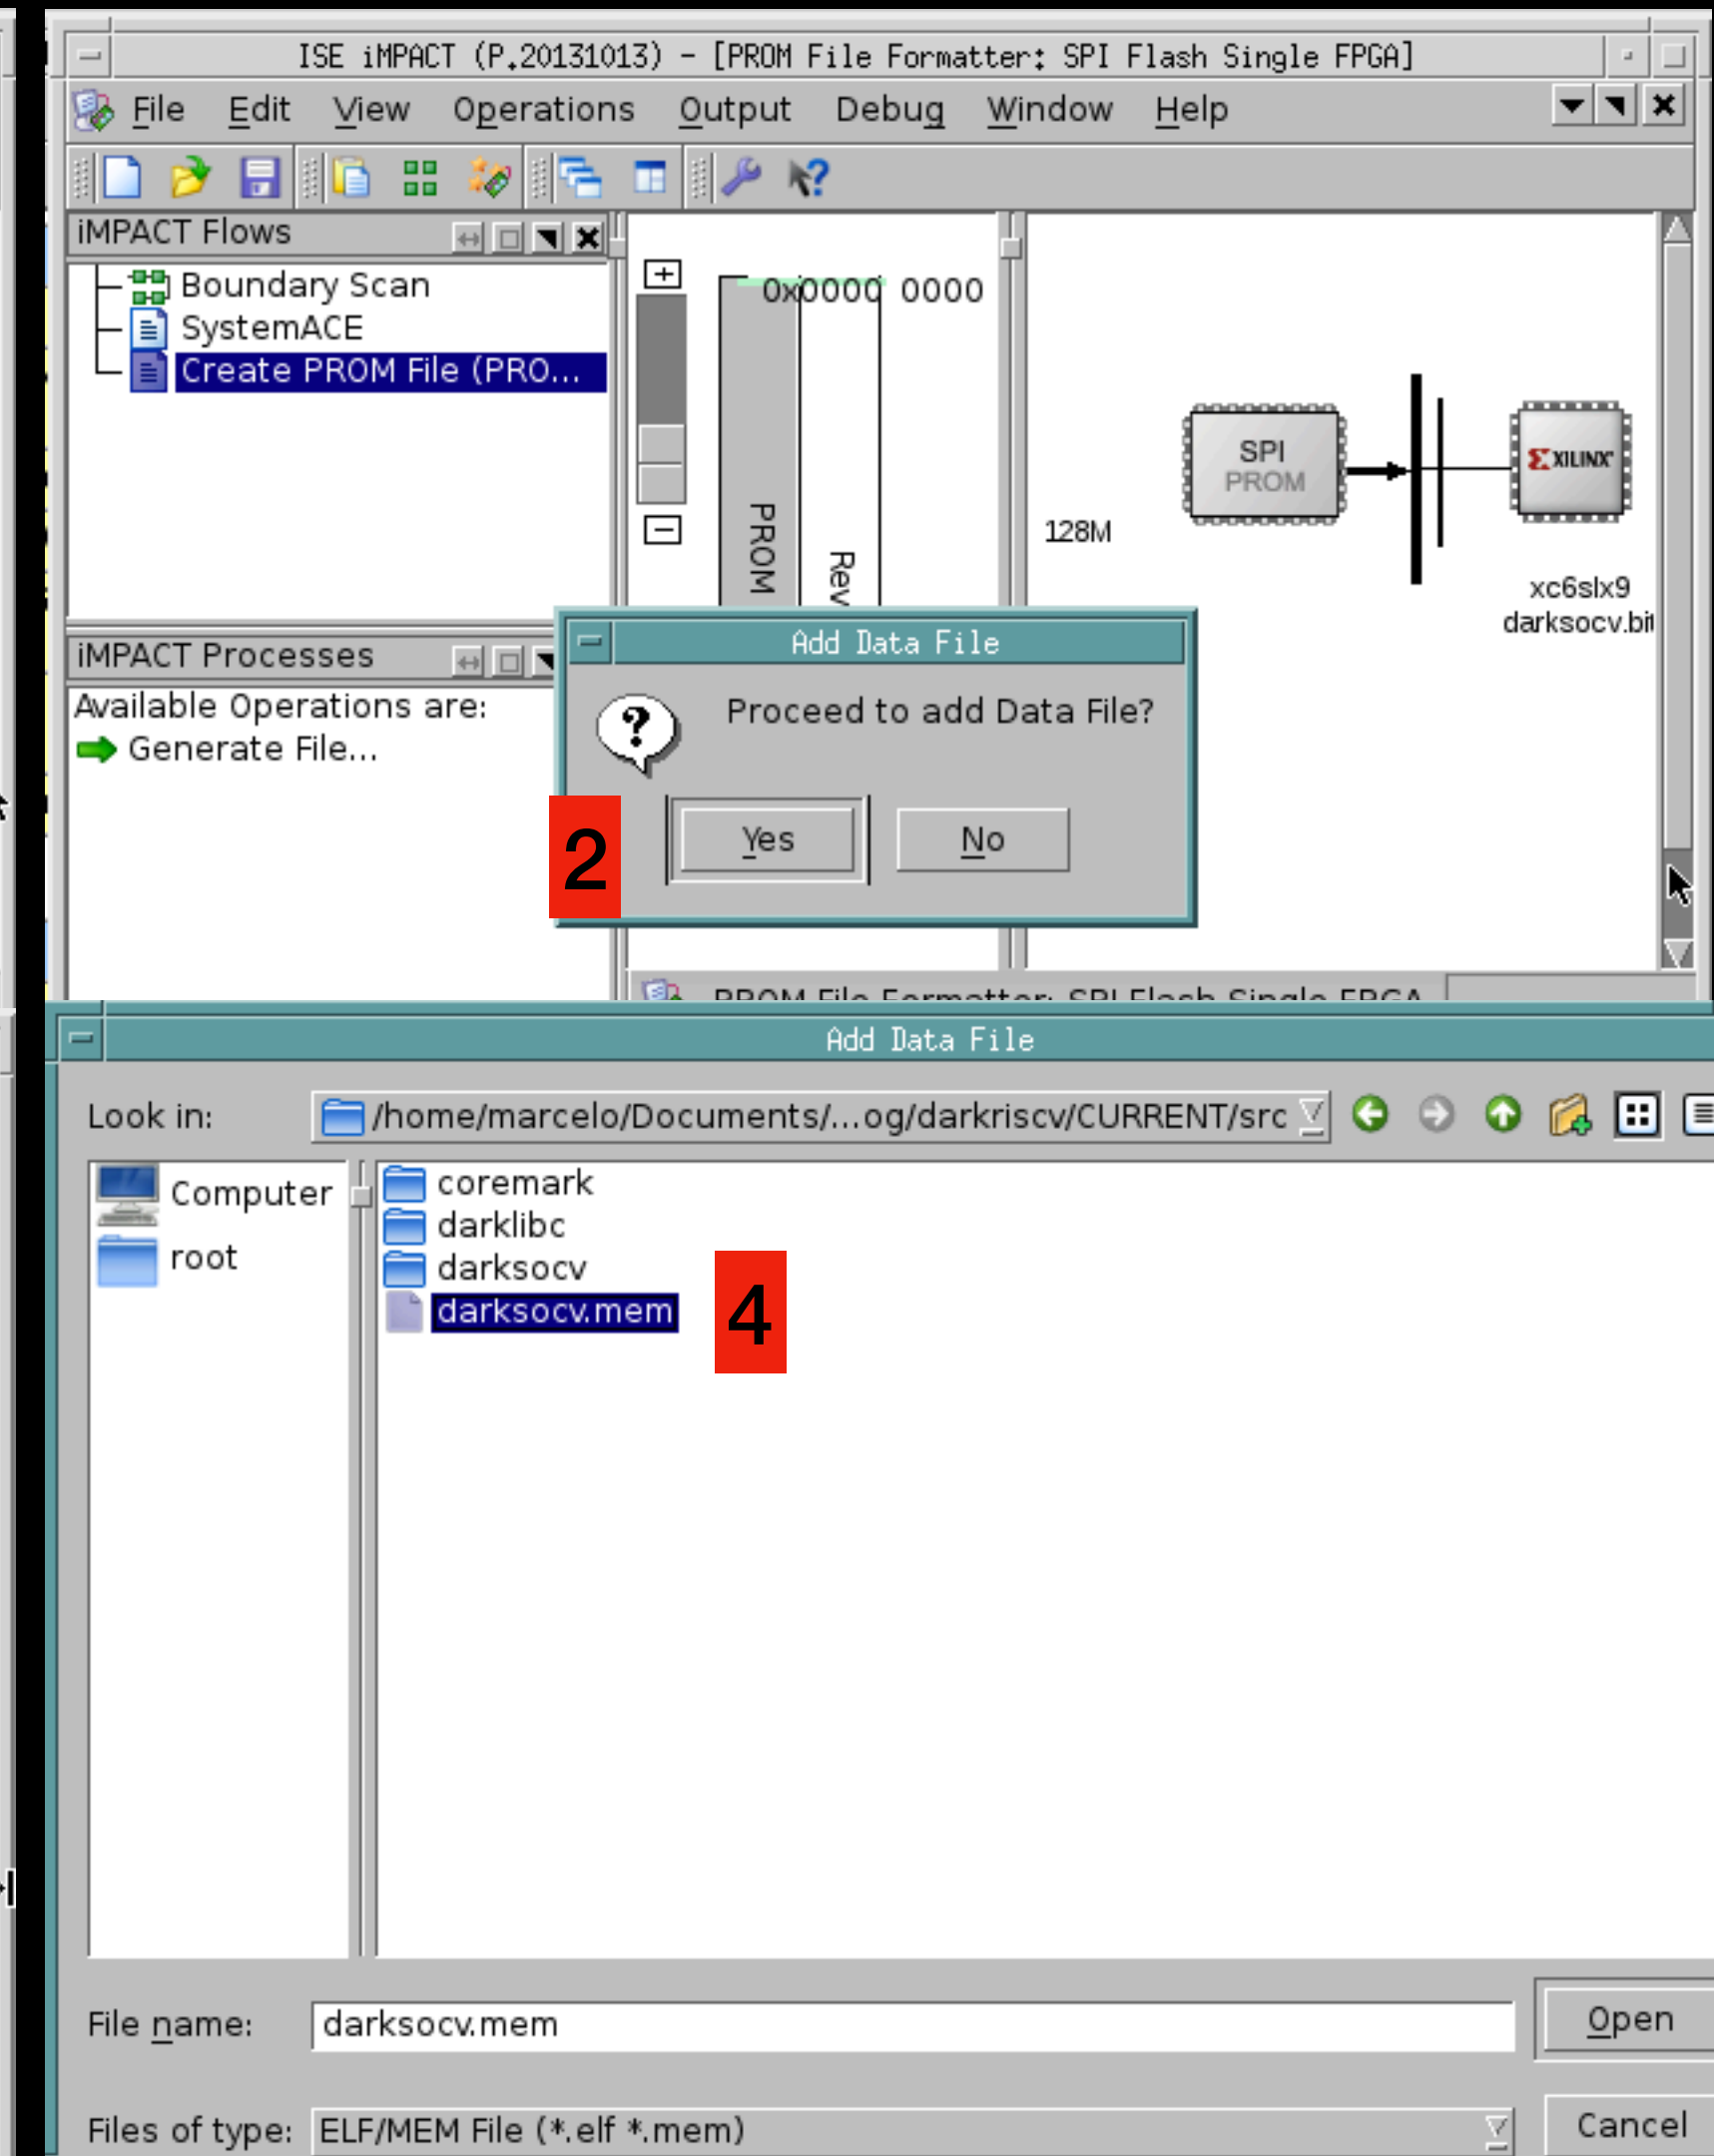 ISE iMPACT (P.20131013) - [PROM File Formatter: SPI Flash Single FPGA]
File Edit View Operations Output Debug Window Help
iMPACT Flows
Boundary Scan
SystemACE
Create PROM File (PRO...
0x0000 0000
PROM
Rev
SPI
PROM
XILINX
128M
xc6slx9
darksocv.bit
iMPACT Processes
Available Operations are:
Generate File...
Add Data File
Proceed to add Data File?
2
Yes No
PROM File Formatter: SPI Flash Single FPGA
Add Data File
Look in: /home/marcelo/Documents/...og/darkriscv/CURRENT/src
Computer
root
coremark
darklibc
darksocv
darksocv.mem
4
File name: darksocv.mem
Open
Files of type: ELF/MEM File (*.elf *.mem)
Cancel